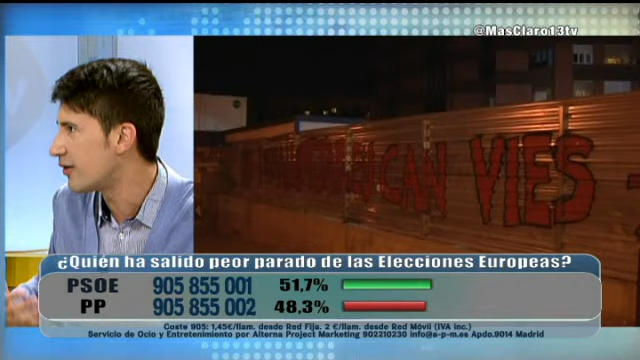 @MasClaro13tv
CAN VIES
¿Quién ha salido peor parado de las Elecciones Europeas?
PSOE 905 855 001 51,7%
PP 905 855 002 48,3%
Coste 905: 1,45€/llam. desde Red Fija. 2 €/llam. desde Red Móvil (IVA inc.)
Servicio de Ocio y Entretenimiento por Alterna Project Marketing 902210230 info@a-p-m.es Apdo.9014 Madrid